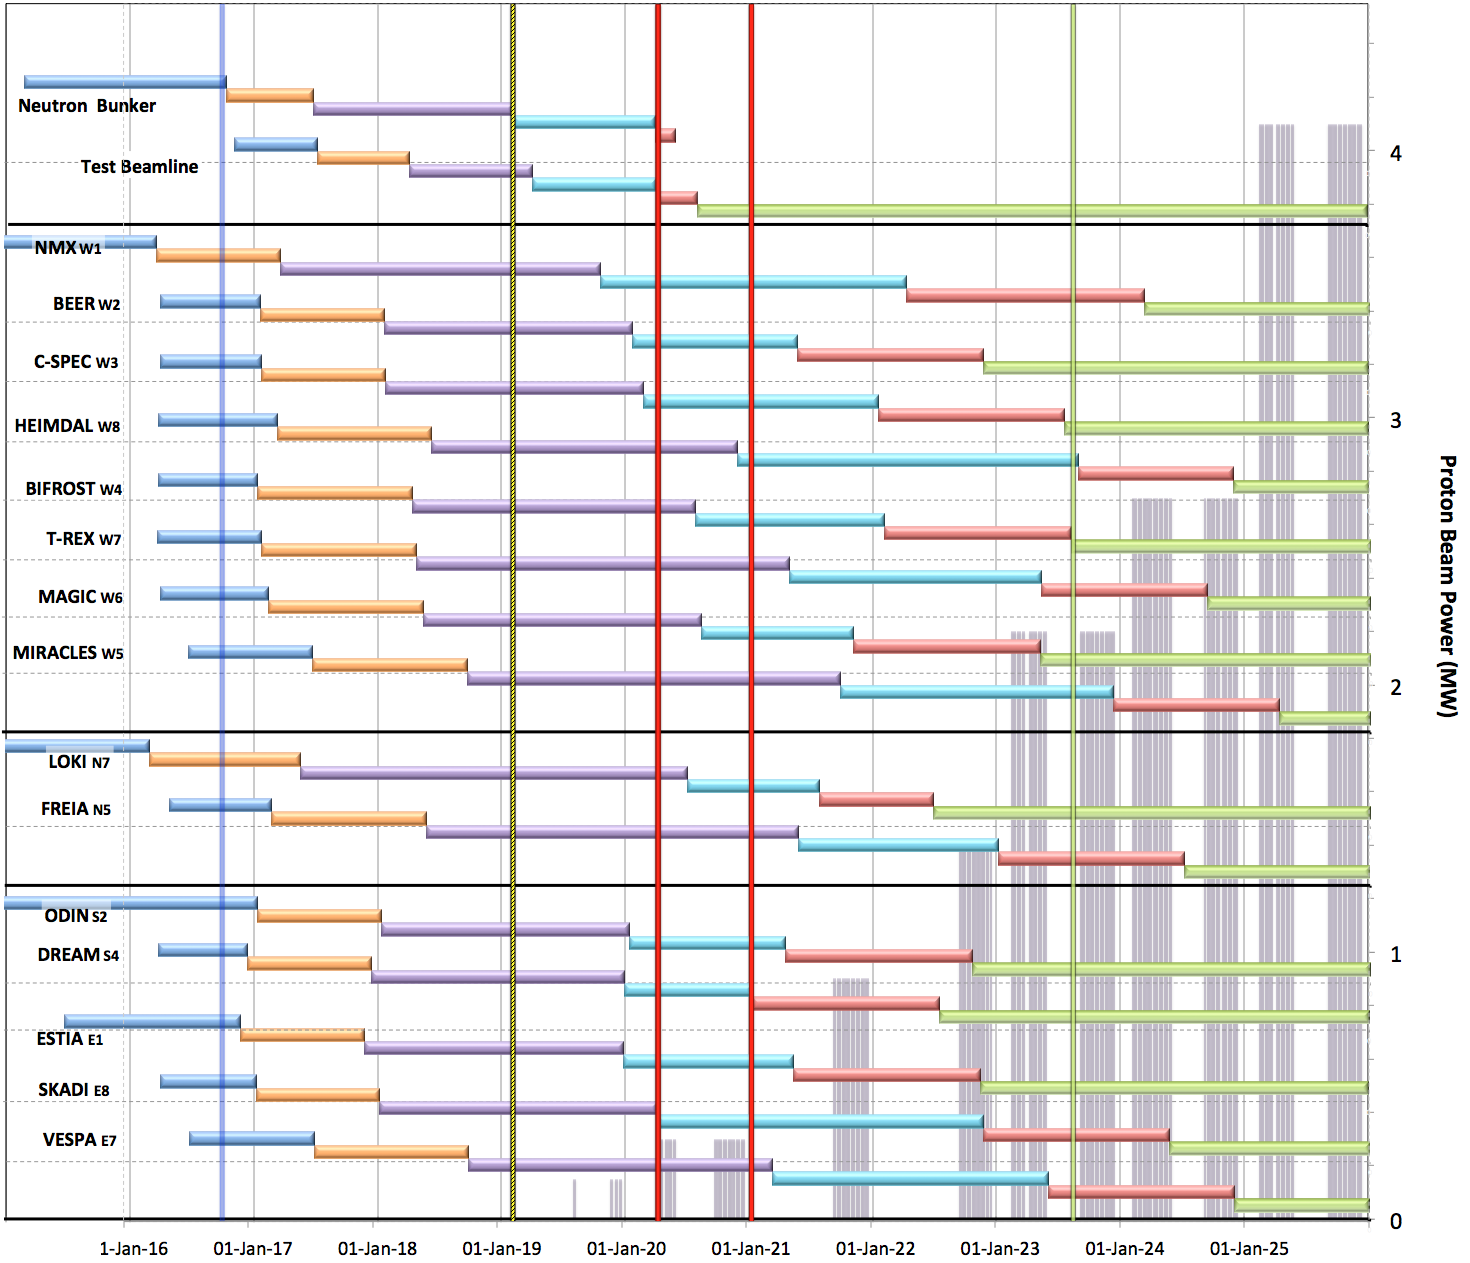 Neutron Bunker
4
Test Beamline
NMX W1
BEER W2
C-SPEC W3
3
HEIMDAL W8
BIFROST W4
T-REX W7
MAGIC W6
MIRACLES W5
2
Proton Beam Power (MW)
LOKI N7
FREIA N5
ODIN S2
DREAM S4
1
ESTIA E1
SKADI E8
VESPA E7
0
1-Jan-16 01-Jan-17 01-Jan-18 01-Jan-19 01-Jan-20 01-Jan-21 01-Jan-22 01-Jan-23 01-Jan-24 01-Jan-25